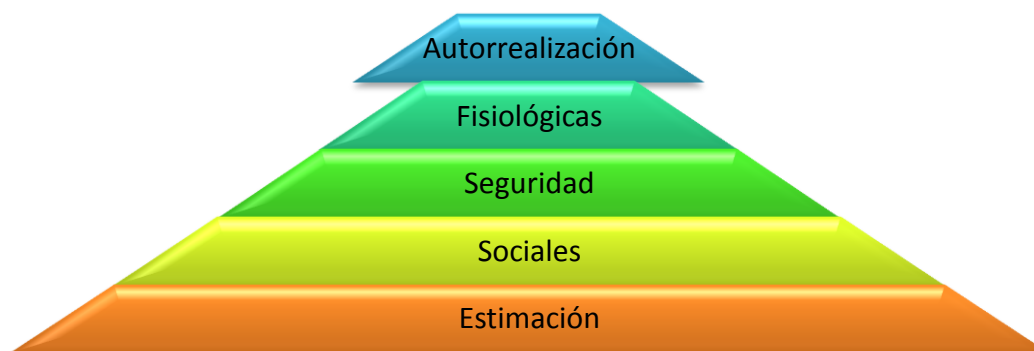 Autorrealización
Fisiológicas
Seguridad
Sociales
Estimación